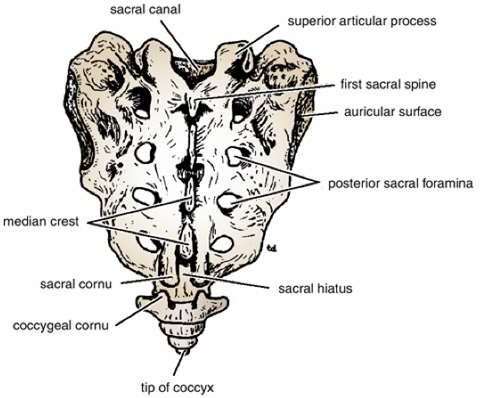 sacral canal
superior articular process
first sacral spine
auricular surface
posterior sacral foramina
median crest
sacral cornu
sacral hiatus
coccygeal cornu
tip of coccyx